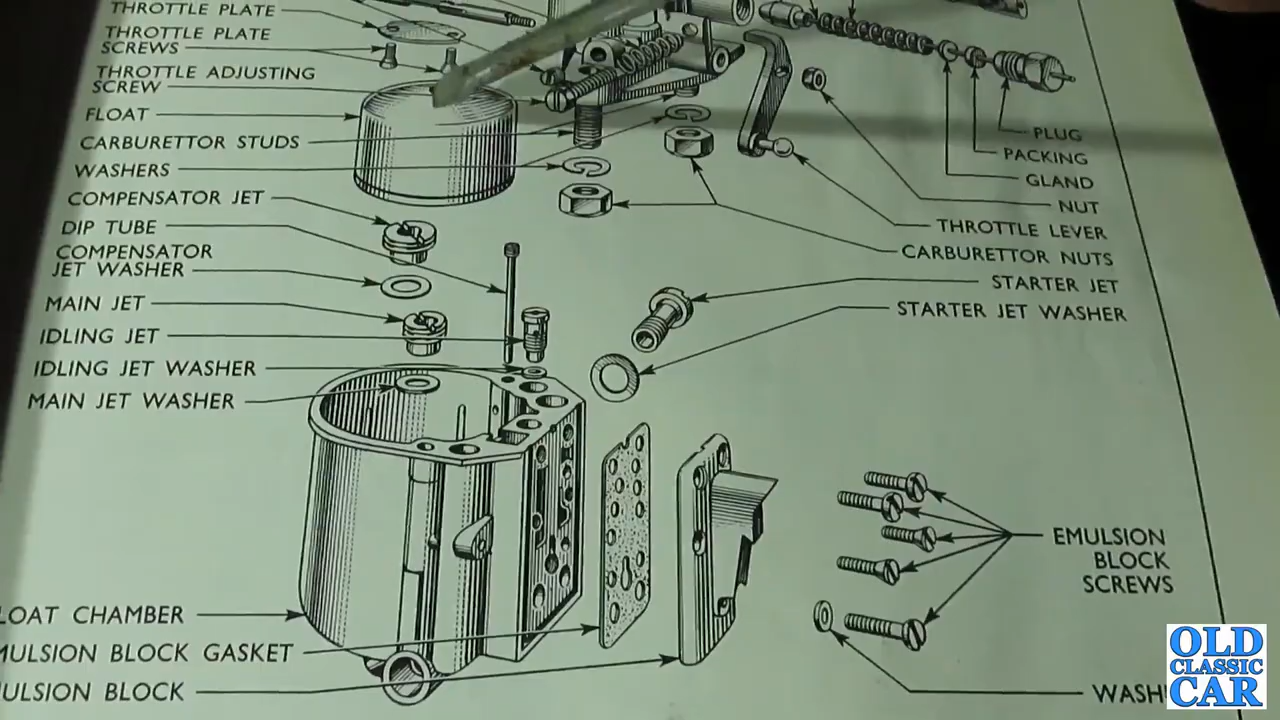 THROTTLE PLATE
THROTTLE PLATE
SCREWS
THROTTLE ADJUSTING
SCREW
FLOAT
CARBURETTOR STUDS
WASHERS
COMPENSATOR JET
DIP TUBE
COMPENSATOR
JET WASHER
MAIN JET
IDLING JET
IDLING JET WASHER
MAIN JET WASHER
LOAT CHAMBER
MULSION BLOCK GASKET
ULSION BLOCK
PLUG
PACKING
GLAND
NUT
THROTTLE LEVER
CARBURETTOR NUTS
STARTER JET
STARTER JET WASHER
EMULSION
BLOCK
SCREWS
WASH
OLD
CLASSIC
CAR